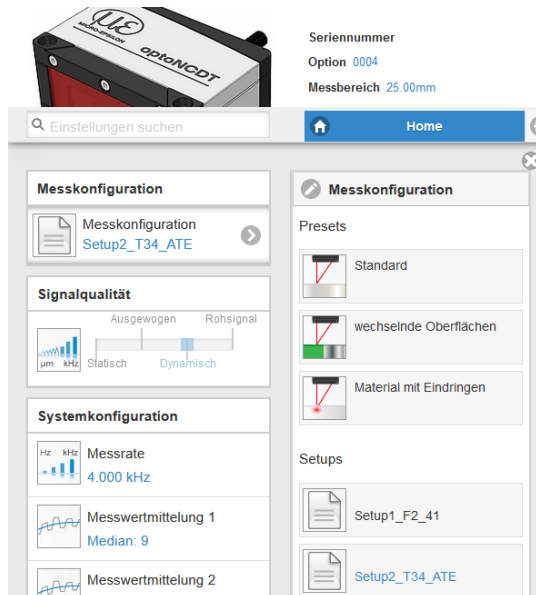 με
MICRO-EPSILON
optoNCDT
Seriennummer
Option 0004
Messbereich 25.00mm
Einstellungen suchen
Home
Messkonfiguration
Messkonfiguration
Setup2_T34_ATE
Signalqualität
Ausgewogen
Rohsignal
Statisch
Dynamisch
µm kHz
Systemkonfiguration
Hz kHz
Messrate
4.000 kHz
Messwertmittelung 1
Median: 9
Messwertmittelung 2
Messkonfiguration
Presets
Standard
wechselnde Oberflächen
Material mit Eindringen
Setups
Setup1_F2_41
Setup2_T34_ATE